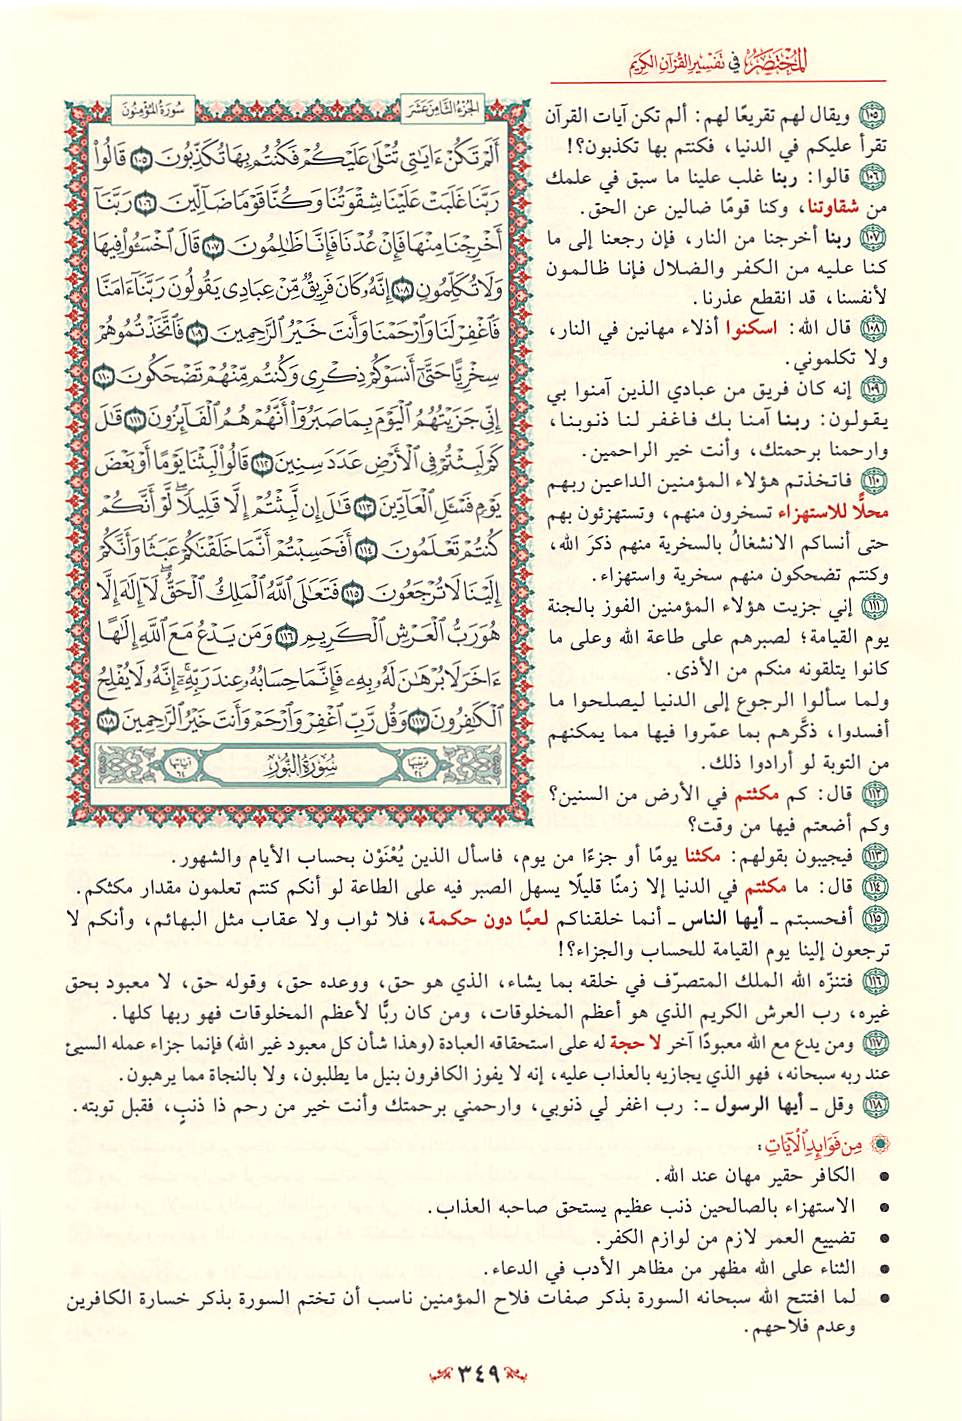 المُخْتَصَرُ في تَفْسِيرِ القُرْآنِ الكَرِيمِ
الجُزْءُ الثَّامِنَ عَشَرَ
سُورَةُ المُؤْمِنُونَ
أَلَمْ تَكُنْ ءَايَٰتِي تُتْلَىٰ عَلَيْكُمْ فَكُنتُم بِهَا تُكَذِّبُونَ ١٠٥ قَالُوا۟
رَبَّنَا غَلَبَتْ عَلَيْنَا شِقْوَتُنَا وَكُنَّا قَوْمًا ضَآلِّينَ ١٠٦ رَبَّنَآ
أَخْرِجْنَا مِنْهَا فَإِنْ عُدْنَا فَإِنَّا ظَٰلِمُونَ ١٠٧ قَالَ ٱخْسَـُٔوا۟ فِيهَا
وَلَا تُكَلِّمُونِ ١٠٨ إِنَّهُۥ كَانَ فَرِيقٌ مِّنْ عِبَادِى يَقُولُونَ رَبَّنَآ ءَامَنَّا
فَٱغْفِرْ لَنَا وَٱرْحَمْنَا وَأَنتَ خَيْرُ ٱلرَّٰحِمِينَ ١٠٩ فَٱتَّخَذْتُمُوهُمْ
سِخْرِيًّا حَتَّىٰٓ أَنسَوْكُمْ ذِكْرِى وَكُنتُم مِّنْهُمْ تَضْحَكُونَ ١١٠
إِنِّى جَزَيْتُهُمُ ٱلْيَوْمَ بِمَا صَبَرُوٓا۟ أَنَّهُمْ هُمُ ٱلْفَآئِزُونَ ١١١ قَٰلَ
كَمْ لَبِثْتُمْ فِى ٱلْأَرْضِ عَدَدَ سِنِينَ ١١٢ قَالُوا۟ لَبِثْنَا يَوْمًا أَوْ بَعْضَ
يَوْمٍ فَسْـَٔلِ ٱلْعَآدِّينَ ١١٣ قَٰلَ إِن لَّبِثْتُمْ إِلَّا قَلِيلًا ۖ لَّوْ أَنَّكُمْ
كُنتُمْ تَعْلَمُونَ ١١٤ أَفَحَسِبْتُمْ أَنَّمَا خَلَقْنَٰكُمْ عَبَثًا وَأَنَّكُمْ
إِلَيْنَا لَا تُرْجَعُونَ ١١٥ فَتَعَٰلَى ٱللَّهُ ٱلْمَلِكُ ٱلْحَقُّ ۖ لَآ إِلَٰهَ إِلَّا
هُوَ رَبُّ ٱلْعَرْشِ ٱلْكَرِيمِ ١١٦ وَمَن يَدْعُ مَعَ ٱللَّهِ إِلَٰهًا
ءَاخَرَ لَا بُرْهَٰنَ لَهُۥ بِهِۦ فَإِنَّمَا حِسَابُهُۥ عِندَ رَبِّهِۦٓ ۚ إِنَّهُۥ لَا يُفْلِحُ
ٱلْكَٰفِرُونَ ١١٧ وَقُل رَّبِّ ٱغْفِرْ وَٱرْحَمْ وَأَنتَ خَيْرُ ٱلرَّٰحِمِينَ ١١٨
ترتيبها ٢٤
سُورَةُ النُّورِ
آياتها ٦٤
١٠٥ ويقال لهم تقريعًا لهم: ألم تكن آيات القرآن
تقرأ عليكم في الدنيا، فكنتم بها تكذبون؟!
١٠٦ قالوا: ربنا غلب علينا ما سبق في علمك
من شقاوتنا، وكنا قومًا ضالين عن الحق.
١٠٧ ربنا أخرجنا من النار، فإن رجعنا إلى ما
كنا عليه من الكفر والضلال فإنا ظالمون
لأنفسنا، قد انقطع عذرنا.
١٠٨ قال الله: اسكنوا أذلاء مهانين في النار،
ولا تكلموني.
١٠٩ إنه كان فريق من عبادي الذين آمنوا بي
يقولون: ربنا آمنا بك فاغفر لنا ذنوبنا،
وارحمنا برحمتك، وأنت خير الراحمين.
١١٠ فاتخذتم هؤلاء المؤمنين الداعين ربهم
محلًّا للاستهزاء تسخرون منهم، وتستهزئون بهم
حتى أنساكم الانشغالُ بالسخرية منهم ذكرَ الله،
وكنتم تضحكون منهم سخرية واستهزاء.
١١١ إني جزيت هؤلاء المؤمنين الفوز بالجنة
يوم القيامة؛ لصبرهم على طاعة الله وعلى ما
كانوا يتلقونه منكم من الأذى.
ولما سألوا الرجوع إلى الدنيا ليصلحوا ما
أفسدوا، ذكَّرهم بما عمّروا فيها مما يمكنهم
من التوبة لو أرادوا ذلك.
١١٢ قال: كم مكثتم في الأرض من السنين؟
وكم أضعتم فيها من وقت؟
١١٣ فيجيبون بقولهم: مكثنا يومًا أو جزءًا من يوم، فاسأل الذين يُعْنَوْن بحساب الأيام والشهور.
١١٤ قال: ما مكثتم في الدنيا إلا زمنًا قليلًا يسهل الصبر فيه على الطاعة لو أنكم كنتم تعلمون مقدار مكثكم.
١١٥ أفحسبتم ـ أيها الناس ـ أنما خلقناكم لعبًا دون حكمة، فلا ثواب ولا عقاب مثل البهائم، وأنكم لا
ترجعون إلينا يوم القيامة للحساب والجزاء؟!
١١٦ فتنزّه الله الملك المتصرّف في خلقه بما يشاء، الذي هو حق، ووعده حق، وقوله حق، لا معبود بحق
غيره، رب العرش الكريم الذي هو أعظم المخلوقات، ومن كان ربًّا لأعظم المخلوقات فهو ربها كلها.
١١٧ ومن يدع مع الله معبودًا آخر لا حجة له على استحقاقه العبادة (وهذا شأن كل معبود غير الله) فإنما جزاء عمله السيئ
عند ربه سبحانه، فهو الذي يجازيه بالعذاب عليه، إنه لا يفوز الكافرون بنيل ما يطلبون، ولا بالنجاة مما يرهبون.
١١٨ وقل ـ أيها الرسول ـ: رب اغفر لي ذنوبي، وارحمني برحمتك وأنت خير من رحم ذا ذنبٍ، فقبل توبته.
مِن فَوَائِدِ الْآيَاتِ:
• الكافر حقير مهان عند الله.
• الاستهزاء بالصالحين ذنب عظيم يستحق صاحبه العذاب.
• تضييع العمر لازم من لوازم الكفر.
• الثناء على الله مظهر من مظاهر الأدب في الدعاء.
• لما افتتح الله سبحانه السورة بذكر صفات فلاح المؤمنين ناسب أن تختم السورة بذكر خسارة الكافرين
وعدم فلاحهم.
٣٤٩